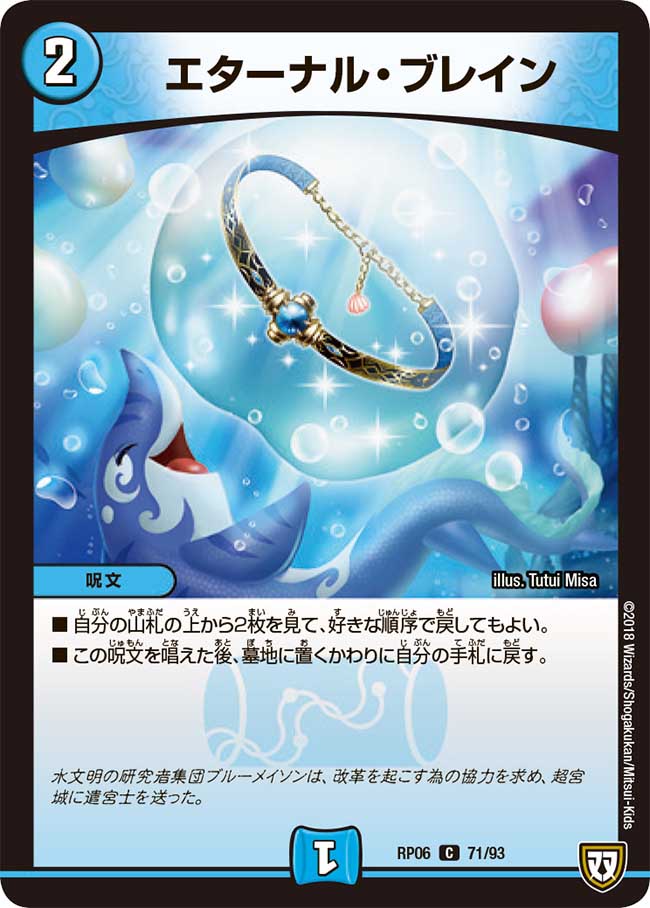 2
エターナル・ブレイン
呪文
illus. Tutui Misa
■ 自分の山札の上から2枚を見て、好きな順序で戻してもよい。
■ この呪文を唱えた後、墓地に置くかわりに自分の手札に戻す。
水文明の研究者集団ブルーメイソンは、改革を起こす為の協力を求め、超宮
城に遣宮士を送った。
1
RP06 C 71/93
©2018 Wizards/Shogakukan/Mitsui-Kids